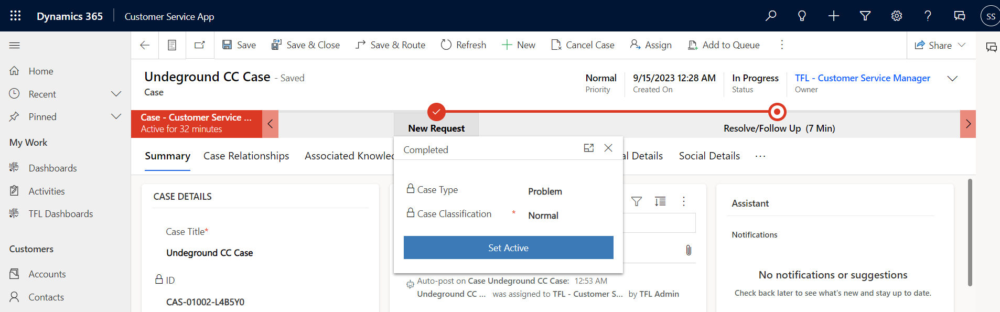 Dynamics 365
Customer Service App
SS
Save
Save & Close
Save & Route
Refresh
New
Cancel Case
Assign
Add to Queue
Share
Home
Recent
Pinned
My Work
Dashboards
Activities
TFL Dashboards
Customers
Accounts
Contacts
Undeground CC Case - Saved
Case
Normal
Priority
9/15/2023 12:28 AM
Created On
In Progress
Status
TFL - Customer Service Manager
Owner
Case - Customer Service ...
Active for 32 minutes
New Request
Resolve/Follow Up (7 Min)
Summary
Case Relationships
Associated Knowled
al Details
Social Details
Completed
Case Type
Problem
Case Classification *
Normal
Set Active
CASE DETAILS
Case Title*
Undeground CC Case
ID
CAS-01002-L4B5Y0
Auto-post on Case Undeground CC Case: 12:53 AM
Undeground CC ... was assigned to TFL - Customer S... by TFL Admin
Assistant
Notifications
No notifications or suggestions
Check back later to see what's new and stay up to date.